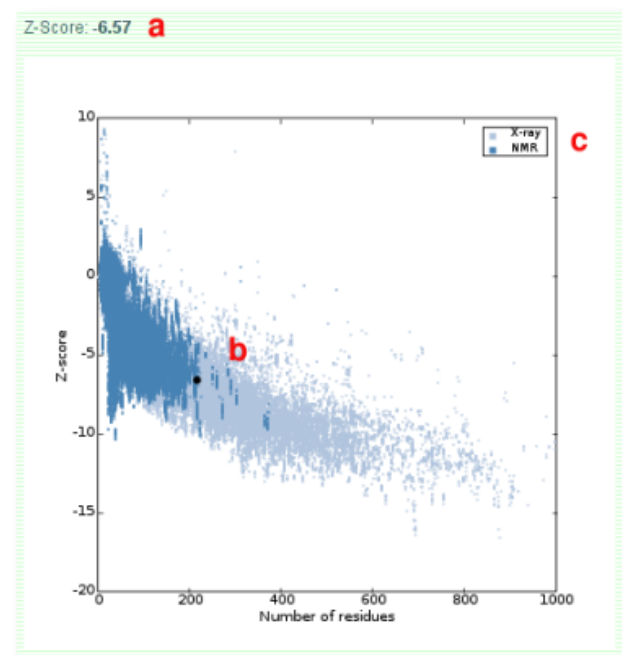 Z-Score: -6.57 a
10
5
0
-5
-10
-15
-20
Z-score
X-ray
NMR
c
b
0 200 400 600 800 1000
Number of residues